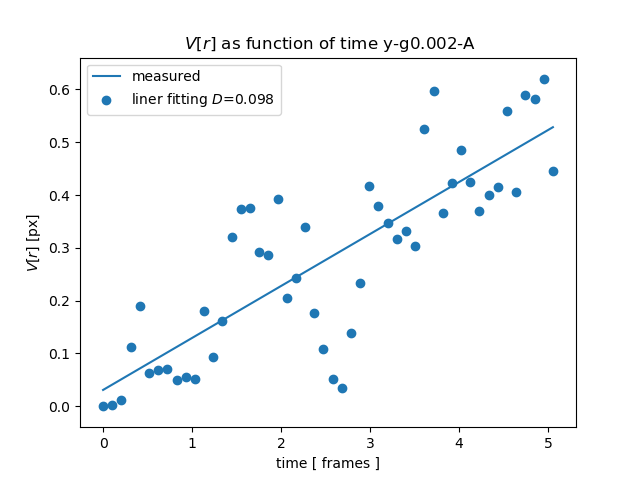 V[r] as function of time y-g0.002-A
measured
liner fitting D=0.098
0.6
0.5
0.4
0.3
0.2
0.1
0.0
V[r] [px]
0 1 2 3 4 5
time [ frames ]